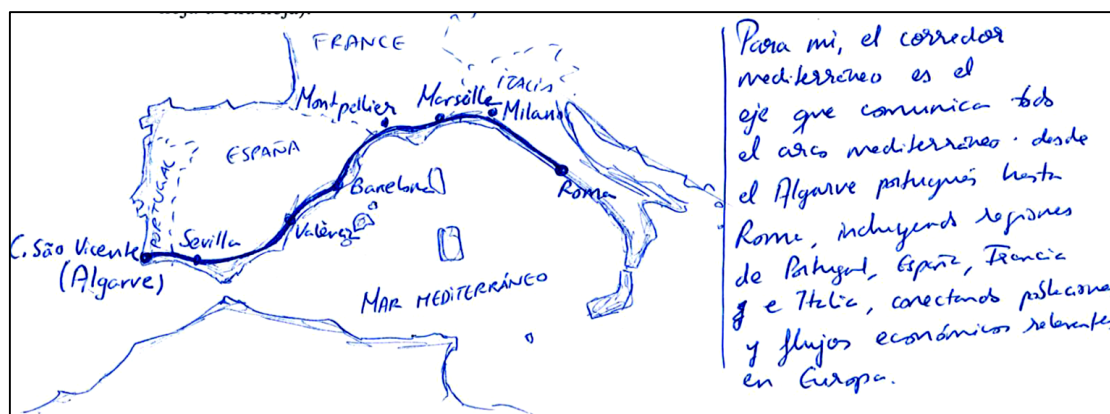 FRANCE
ITALIA
Montpellier
Marsella
Milano
ESPAÑA
PORTUGAL
Barcelona
Roma
València
Sevilla
C. São Vicente
(Algarve)
MAR MEDITERRÁNEO
Para mi, el corredor
mediterráneo es el
eje que comunica todo
el arco mediterráneo. desde
el Algarve portugués hasta
Roma, incluyendo regiones
de Portugal, España, Francia
e Italia, conectando poblaciones
y flujos económicos relevantes
en Europa.